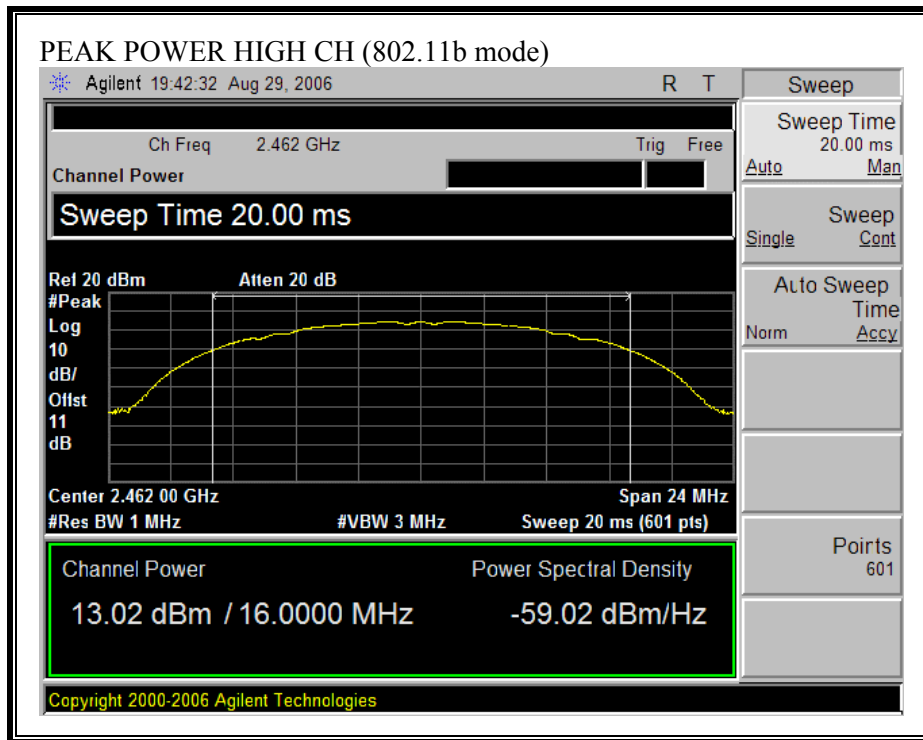 PEAK POWER HIGH CH (802.11b mode)
Agilent 19:42:32 Aug 29, 2006 R T
Sweep
Ch Freq 2.462 GHz Trig Free
Channel Power
Sweep Time 20.00 ms
Sweep Time
20.00 ms
Auto Man
Sweep
Single Cont
Auto Sweep
Time
Norm Accy
Ref 20 dBm Atten 20 dB
#Peak
Log
10
dB/
Offst
11
dB
Center 2.462 00 GHz Span 24 MHz
#Res BW 1 MHz #VBW 3 MHz Sweep 20 ms (601 pts)
Points
601
Channel Power Power Spectral Density
13.02 dBm / 16.0000 MHz -59.02 dBm/Hz
Copyright 2000-2006 Agilent Technologies